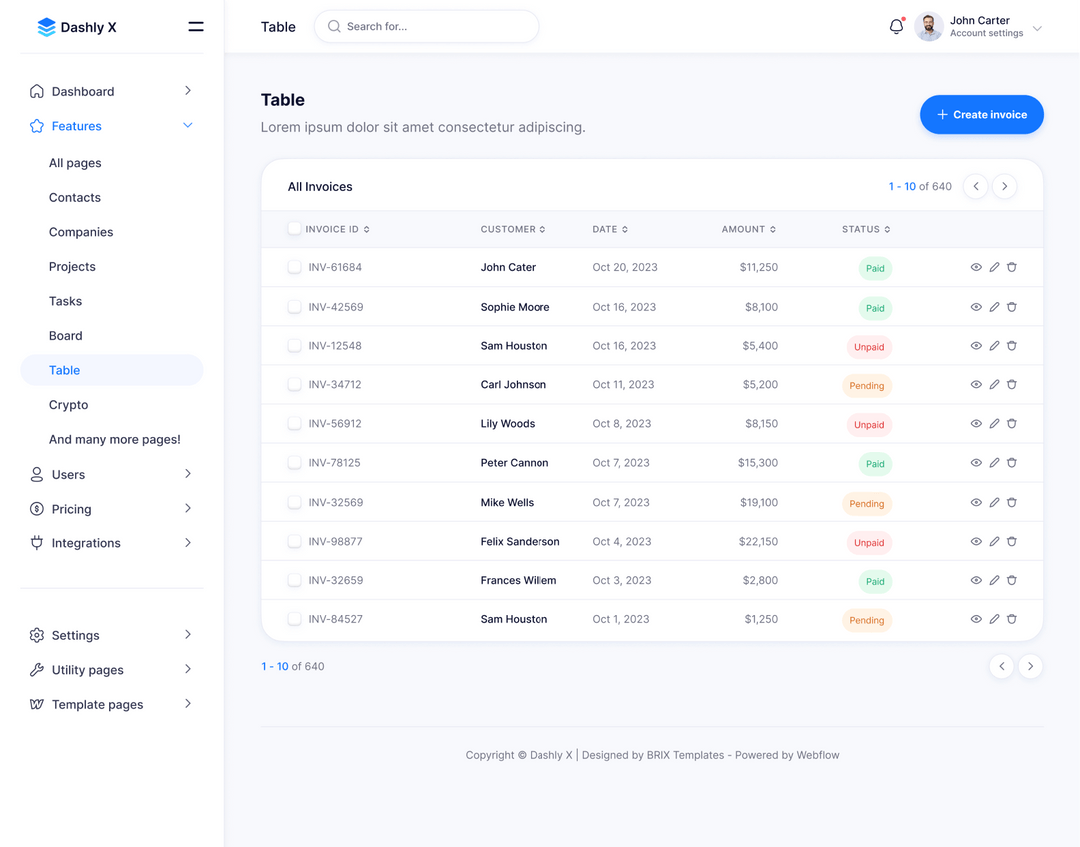 Dashly X
Table
Search for...
John Carter
Account settings
Dashboard
Features
All pages
Contacts
Companies
Projects
Tasks
Board
Table
Crypto
And many more pages!
Users
Pricing
Integrations
Settings
Utility pages
Template pages
Table
Lorem ipsum dolor sit amet consectetur adipiscing.
Create invoice
All Invoices
1 - 10 of 640
INVOICE ID CUSTOMER DATE AMOUNT STATUS
INV-61684 John Cater Oct 20, 2023 $11,250 Paid
INV-42569 Sophie Moore Oct 16, 2023 $8,100 Paid
INV-12548 Sam Houston Oct 16, 2023 $5,400 Unpaid
INV-34712 Carl Johnson Oct 11, 2023 $5,200 Pending
INV-56912 Lily Woods Oct 8, 2023 $8,150 Unpaid
INV-78125 Peter Cannon Oct 7, 2023 $15,300 Paid
INV-32569 Mike Wells Oct 7, 2023 $19,100 Pending
INV-98877 Felix Sanderson Oct 4, 2023 $22,150 Unpaid
INV-32659 Frances Willem Oct 3, 2023 $2,800 Paid
INV-84527 Sam Houston Oct 1, 2023 $1,250 Pending
1 - 10 of 640
Copyright © Dashly X | Designed by BRIX Templates - Powered by Webflow